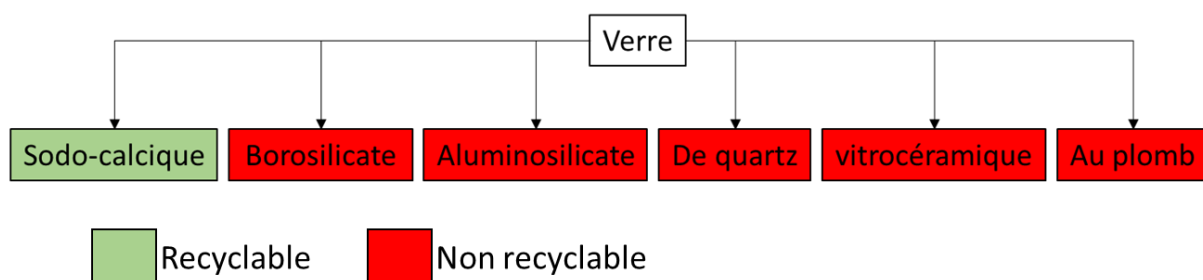 Verre
Sodo-calcique
Borosilicate
Aluminosilicate
De quartz
vitrocéramique
Au plomb
Recyclable
Non recyclable